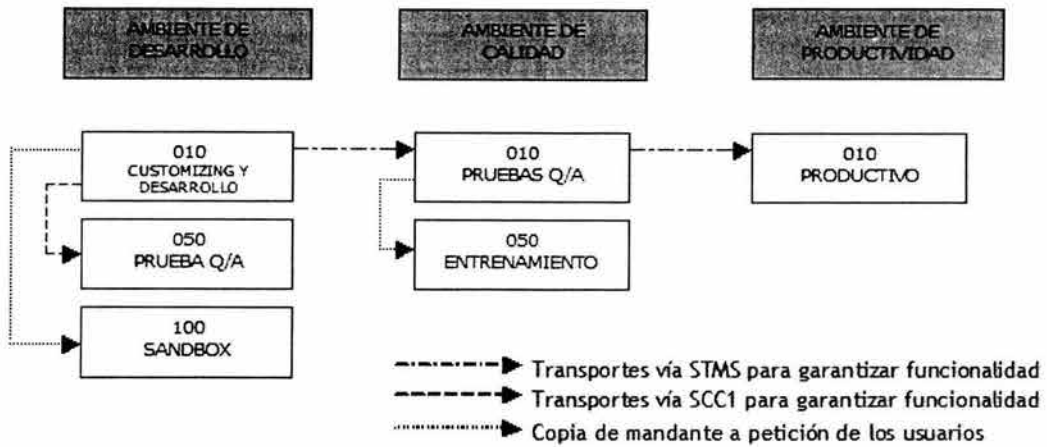 AMBIENTE DE
DESARROLLO
AMBIENTE DE
CALIDAD
AMBIENTE DE
PRODUCTIVIDAD
010
CUSTOMIZING Y
DESARROLLO
010
PRUEBAS Q/A
010
PRODUCTIVO
050
PRUEBA Q/A
050
ENTRENAMIENTO
100
SANDBOX
Transportes vía STMS para garantizar funcionalidad
Transportes vía SCC1 para garantizar funcionalidad
Copia de mandante a petición de los usuarios